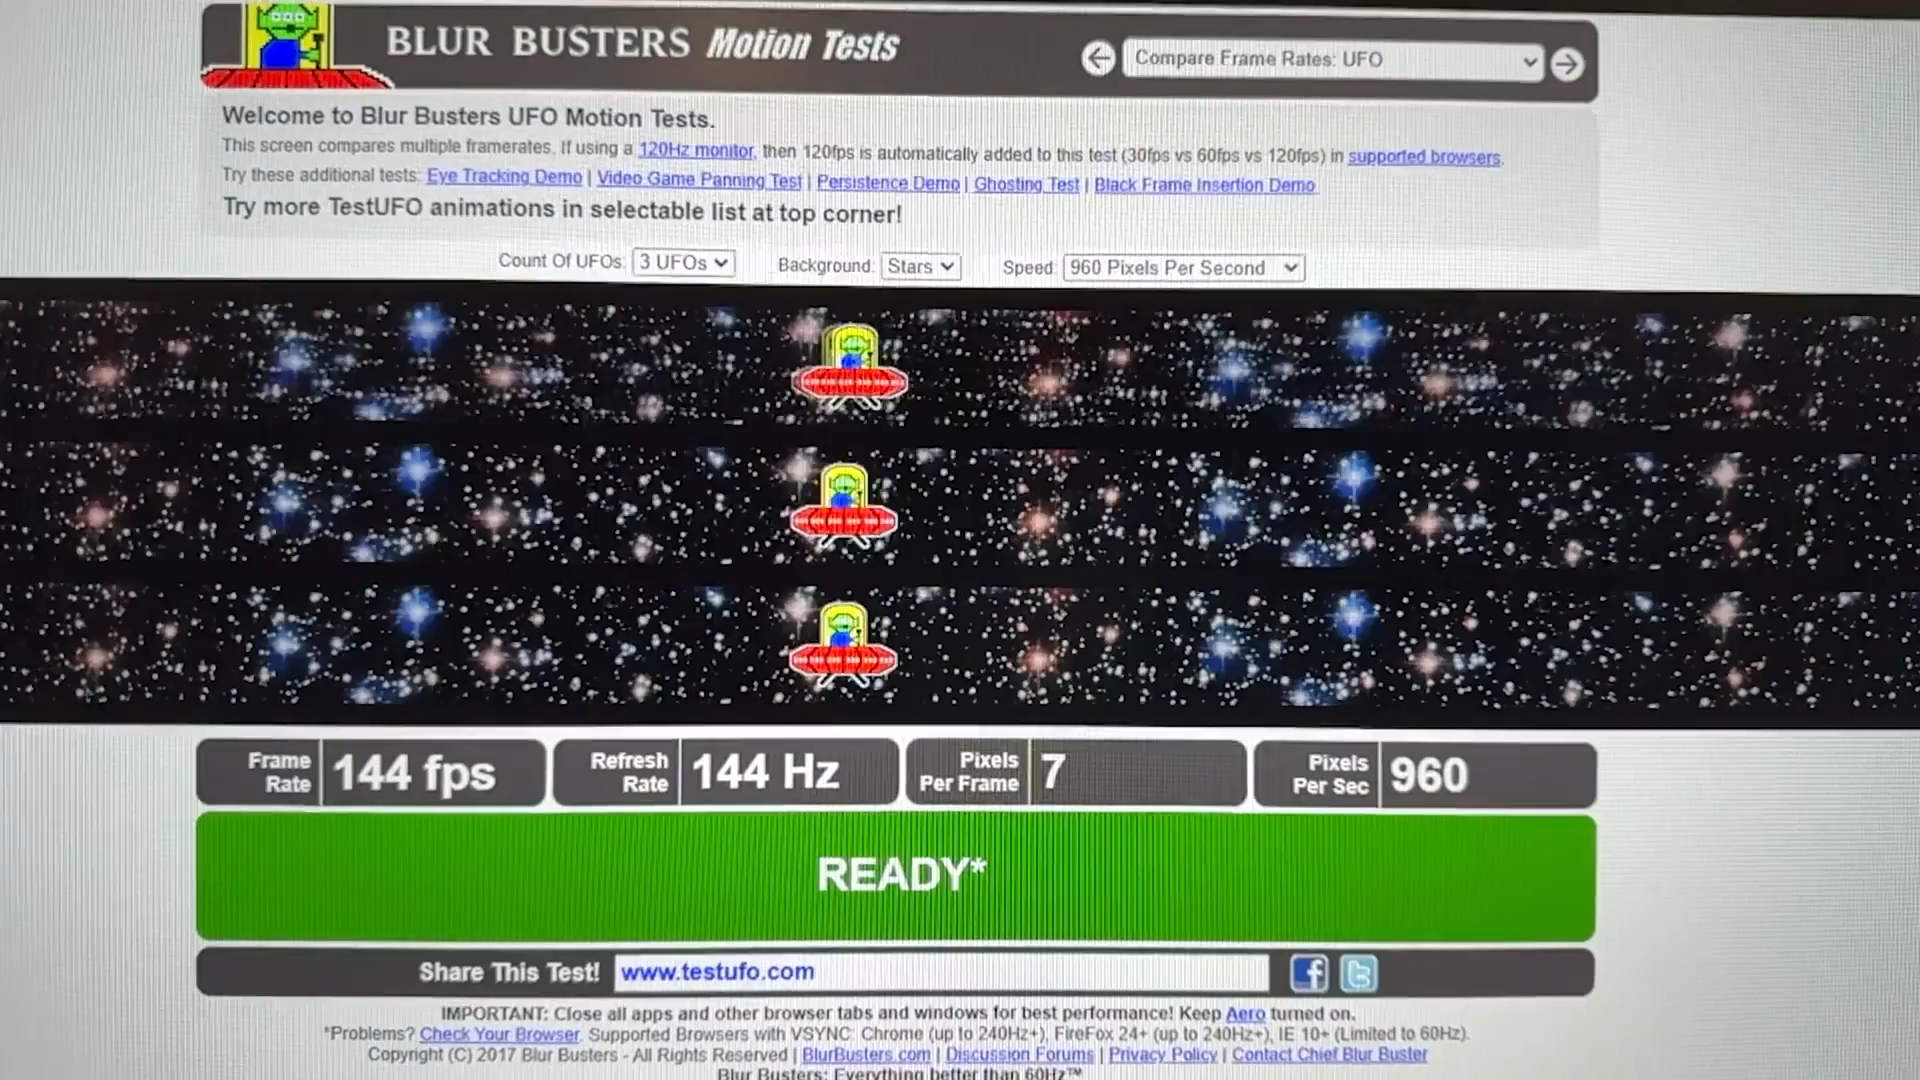 BLUR BUSTERS Motion Tests
Compare Frame Rates: UFO
Welcome to Blur Busters UFO Motion Tests.
This screen compares multiple framerates. If using a 120Hz monitor, then 120fps is automatically added to this test (30fps vs 60fps vs 120fps) in supported browsers.
Try these additional tests: Eye Tracking Demo | Video Game Panning Test | Persistence Demo | Ghosting Test | Black Frame Insertion Demo
Try more TestUFO animations in selectable list at top corner!
Count Of UFOs: 3 UFOs Background: Stars Speed: 960 Pixels Per Second
Frame Rate 144 fps
Refresh Rate 144 Hz
Pixels Per Frame 7
Pixels Per Sec 960
READY*
Share This Test! www.testufo.com
IMPORTANT: Close all apps and other browser tabs and windows for best performance! Keep Aero turned on.
*Problems? Check Your Browser. Supported Browsers with VSYNC: Chrome (up to 240Hz+), FireFox 24+ (up to 240Hz+), IE 10+ (Limited to 60Hz).
Copyright (C) 2017 Blur Busters - All Rights Reserved | BlurBusters.com | Discussion Forums | Privacy Policy | Contact Chief Blur Buster
Blur Busters: Everything better than 60Hz™